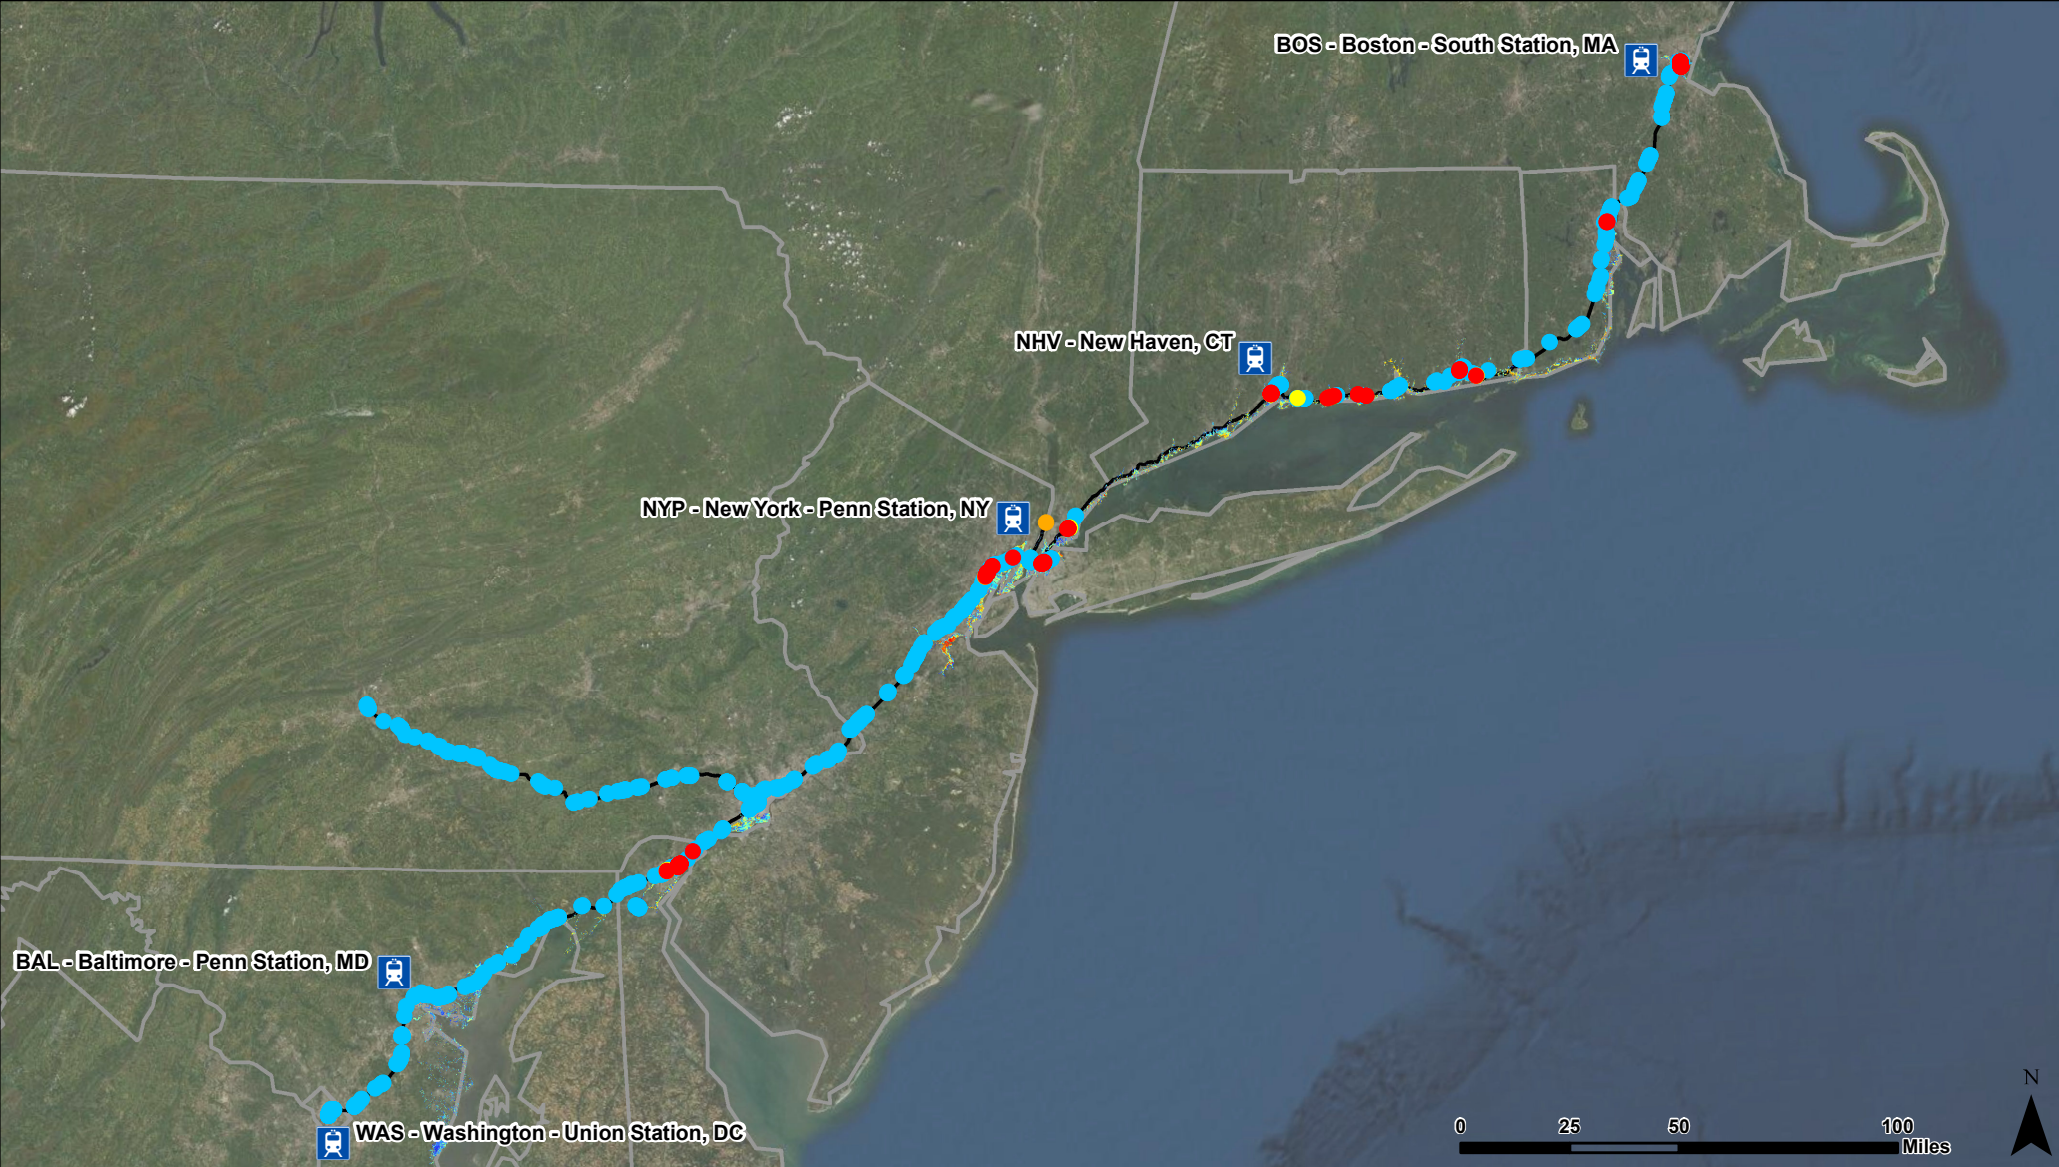 BOS - Boston - South Station, MA
NHV - New Haven, CT
NYP - New York - Penn Station, NY
BAL - Baltimore - Penn Station, MD
WAS - Washington - Union Station, DC
N
0 25 50 100
Miles